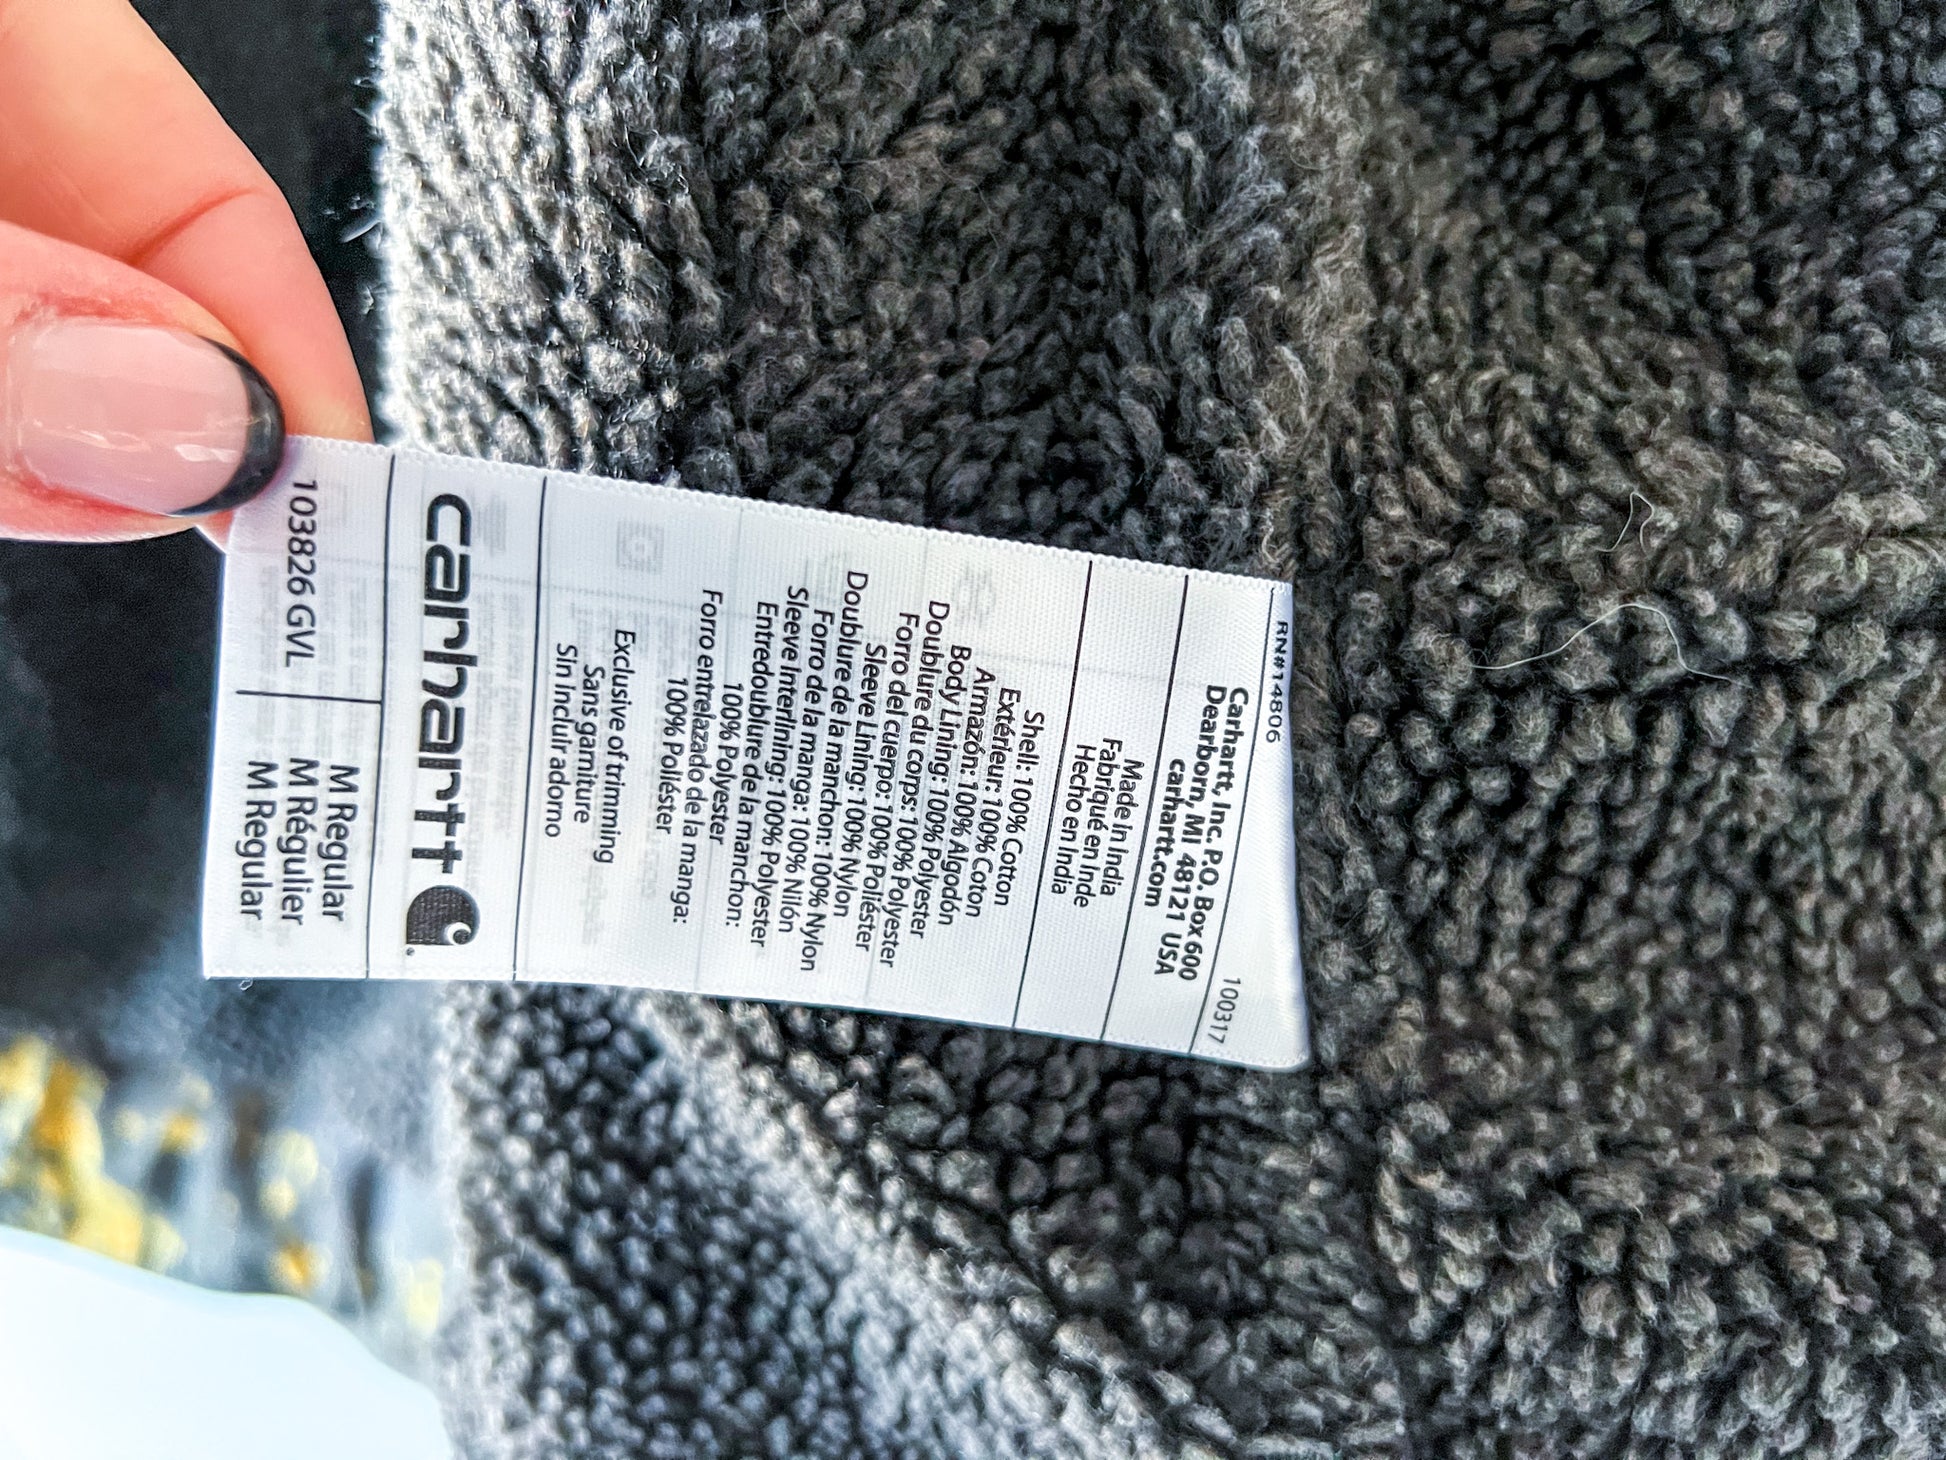 RN#14806
100317
Carhartt, Inc. P.O. Box 600
Dearborn, MI 48121 USA
carhartt.com
Made in India
Fabriqué en Inde
Hecho en India
Shell: 100% Cotton
Extérieur: 100% Coton
Armazón: 100% Algodón
Body Lining: 100% Polyester
Doublure du corps: 100% Polyester
Forro del cuerpo: 100% Poliéster
Sleeve Lining: 100% Nylon
Doublure de la manchon: 100% Nylon
Forro de la manga: 100% Nilón
Sleeve Interlining: 100% Polyester
Entredoublure de la manchon:
100% Polyester
Forro entrelazado de la manga:
100% Poliéster
Exclusive of trimming
Sans garniture
Sin incluir adorno
carhartt
103826 GVL
M Regular
M Régulier
M Regular